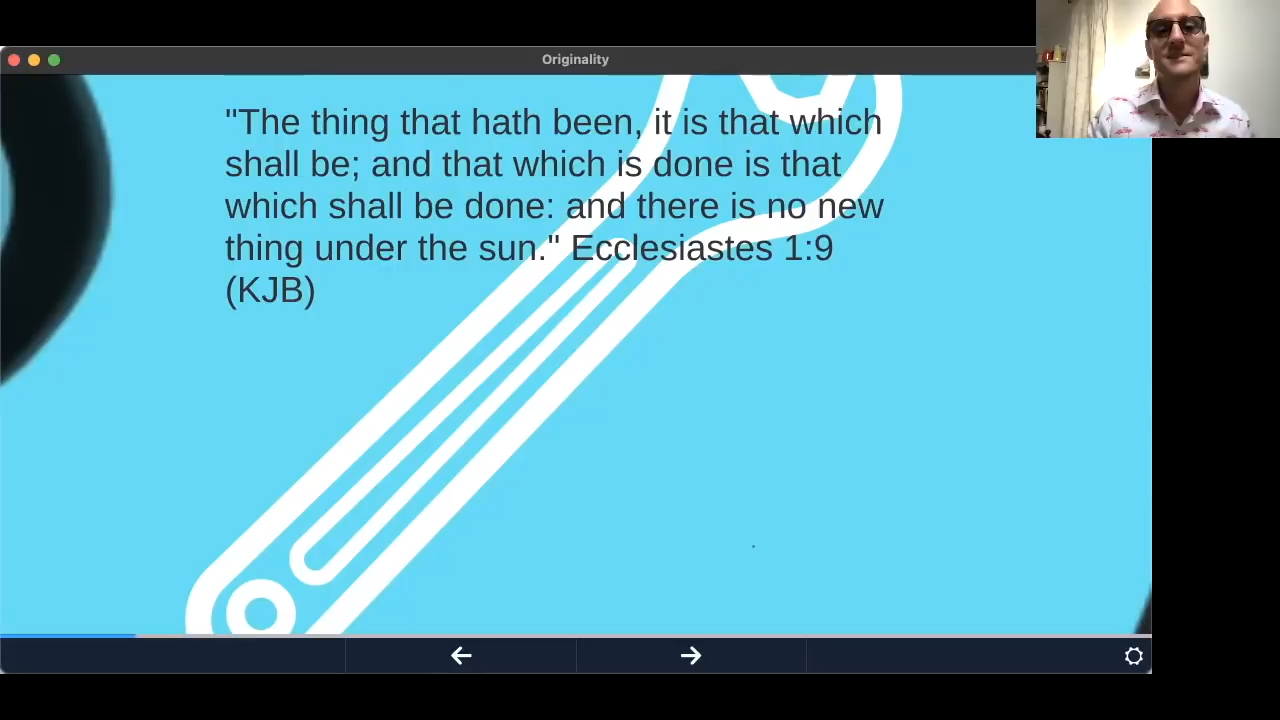 Originality
"The thing that hath been, it is that which
shall be; and that which is done is that
which shall be done: and there is no new
thing under the sun." Ecclesiastes 1:9
(KJB)